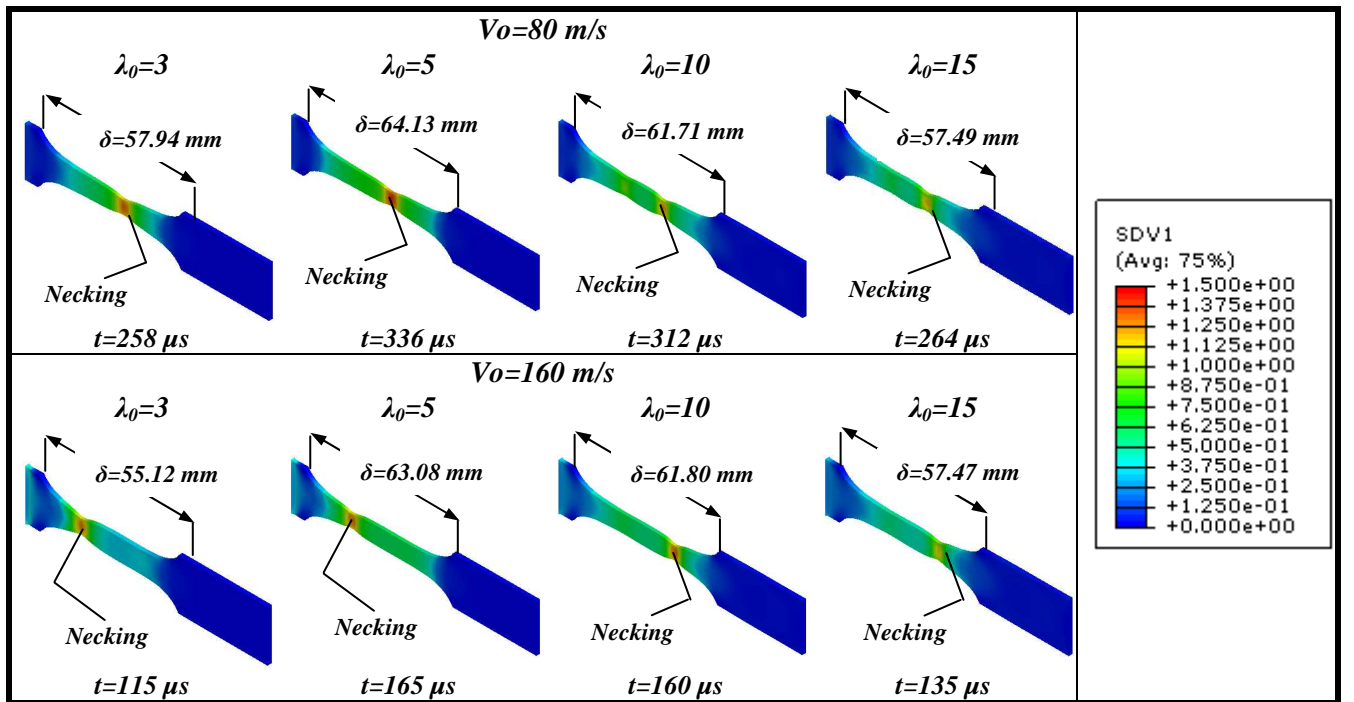 Vo=80 m/s
λ0=3
λ0=5
λ0=10
λ0=15
δ=57.94 mm
δ=64.13 mm
δ=61.71 mm
δ=57.49 mm
Necking
Necking
Necking
Necking
t=258 μs
t=336 μs
t=312 μs
t=264 μs
Vo=160 m/s
λ0=3
λ0=5
λ0=10
λ0=15
δ=55.12 mm
δ=63.08 mm
δ=61.80 mm
δ=57.47 mm
Necking
Necking
Necking
Necking
t=115 μs
t=165 μs
t=160 μs
t=135 μs
SDV1
(Avg: 75%)
+1.500e+00
+1.375e+00
+1.250e+00
+1.125e+00
+1.000e+00
+8.750e-01
+7.500e-01
+6.250e-01
+5.000e-01
+3.750e-01
+2.500e-01
+1.250e-01
+0.000e+00